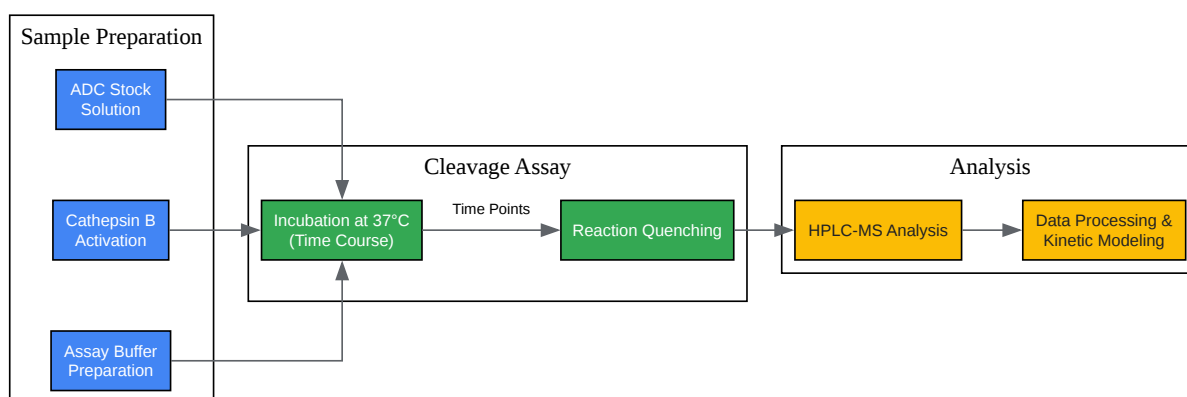 Sample Preparation
ADC Stock
Solution
Cathepsin B
Activation
Assay Buffer
Preparation
Cleavage Assay
Incubation at 37°C
(Time Course)
Time Points
Reaction Quenching
Analysis
HPLC-MS Analysis
Data Processing &
Kinetic Modeling